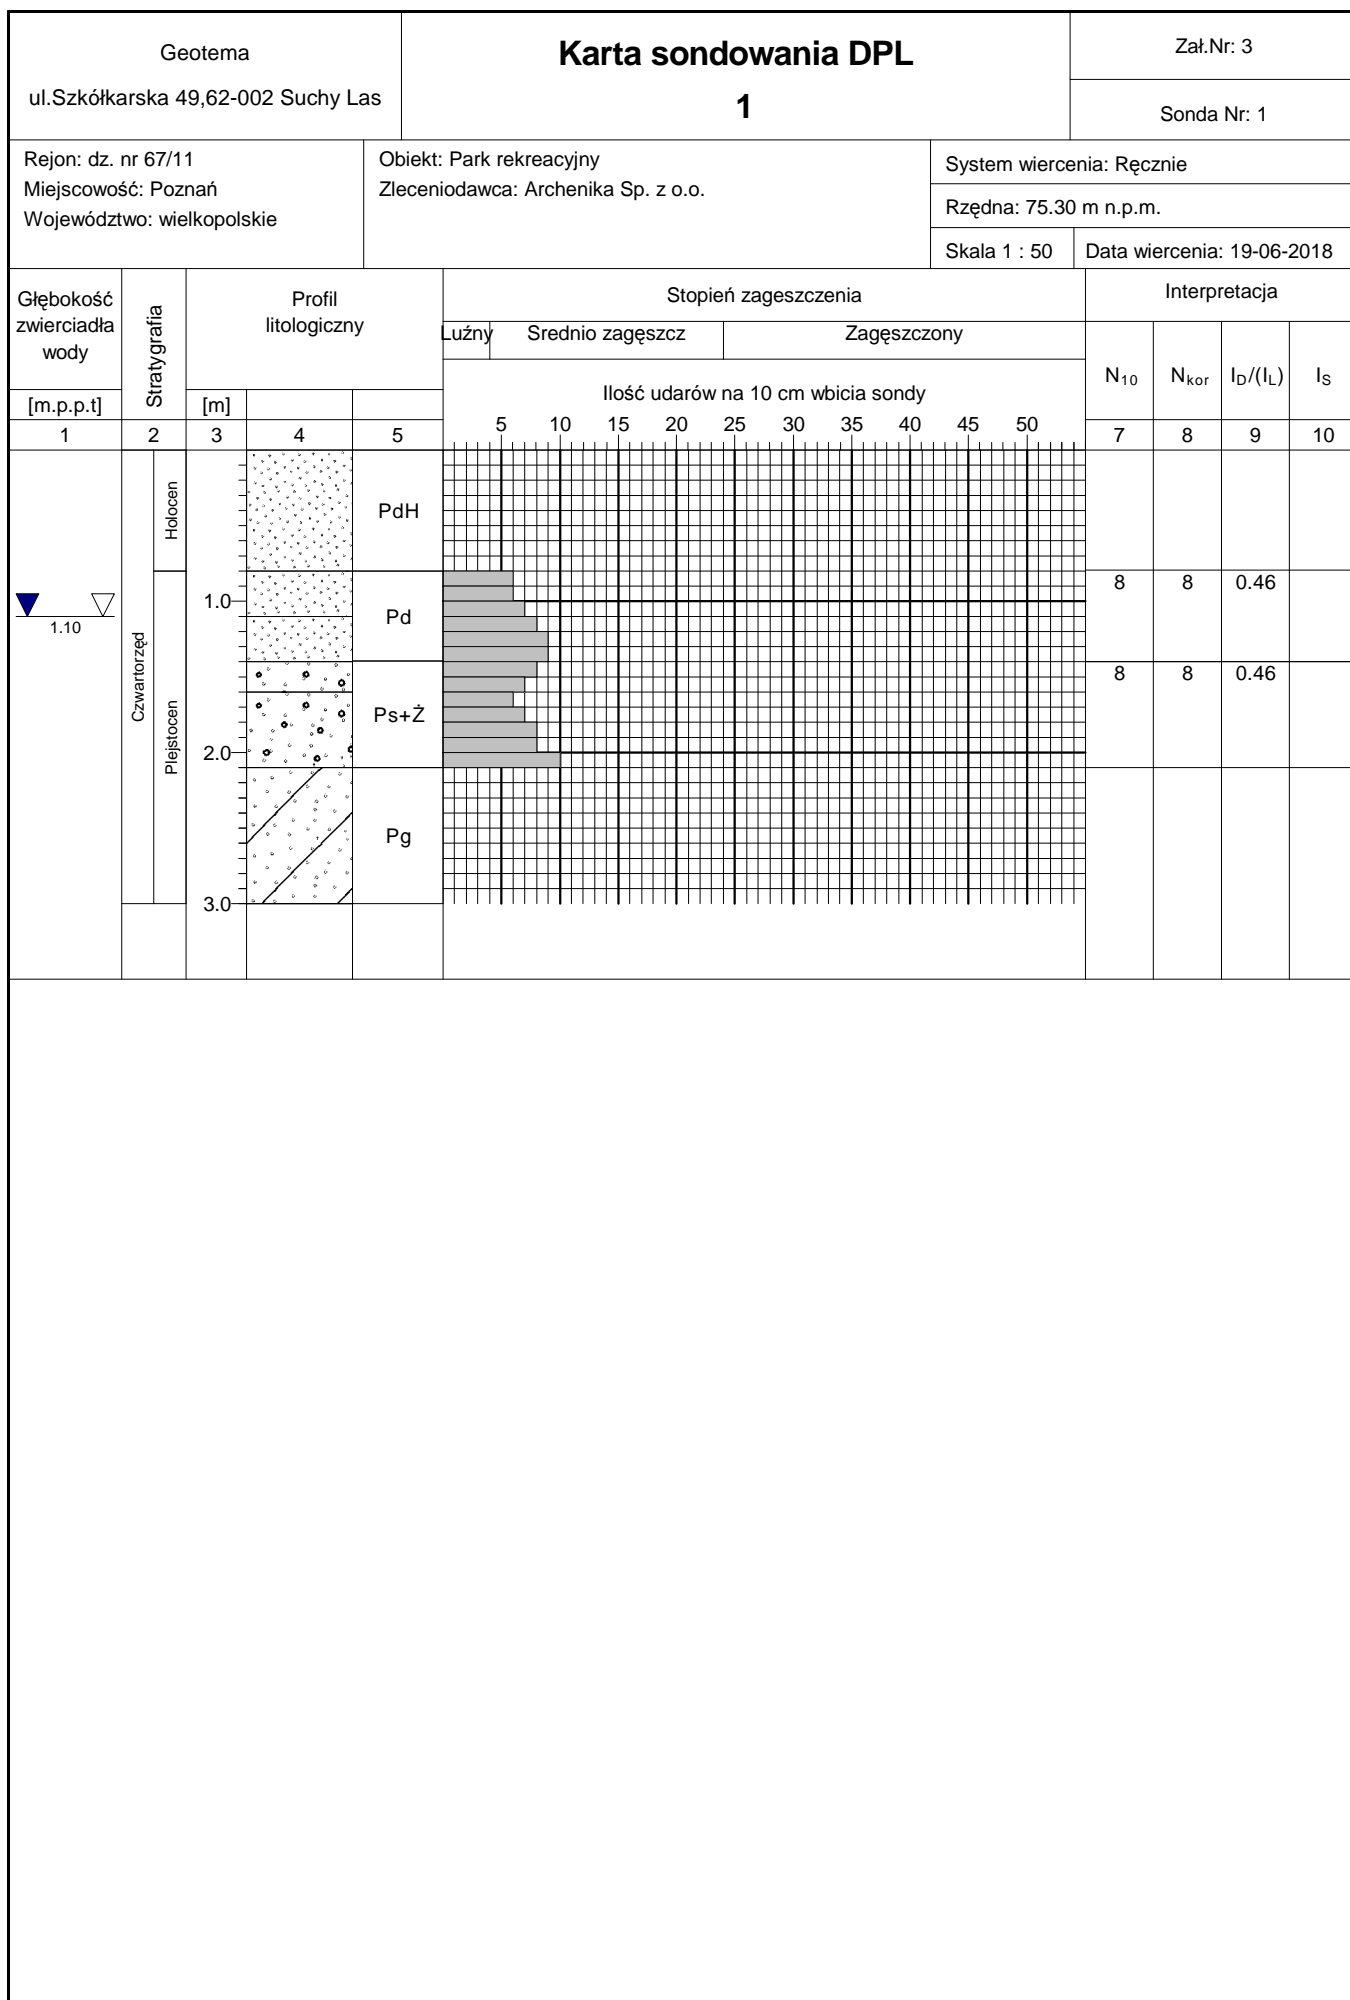 Geotema
ul.Szkółkarska 49,62-002 Suchy Las
Karta sondowania DPL
1
Zał.Nr: 3
Sonda Nr: 1
Rejon: dz. nr 67/11
Miejscowość: Poznań
Województwo: wielkopolskie
Obiekt: Park rekreacyjny
Zleceniodawca: Archenika Sp. z o.o.
System wiercenia: Ręcznie
Rzędna: 75.30 m n.p.m.
Skala 1 : 50
Data wiercenia: 19-06-2018
Głębokość
zwierciadła
wody
[m.p.p.t]
Stratygrafia
Profil
litologiczny
[m]
Stopień zageszczenia
Luźny
Srednio zagęszcz
Zagęszczony
Ilość udarów na 10 cm wbicia sondy
5 10 15 20 25 30 35 40 45 50
Interpretacja
N10 Nkor ID/(IL) IS
1 2 3 4 5 7 8 9 10
Czwartorzęd
Holocen
Plejstocen
PdH
1.10
1.0
Pd
8 8 0.46
Ps+Ż
8 8 0.46
2.0
Pg
3.0